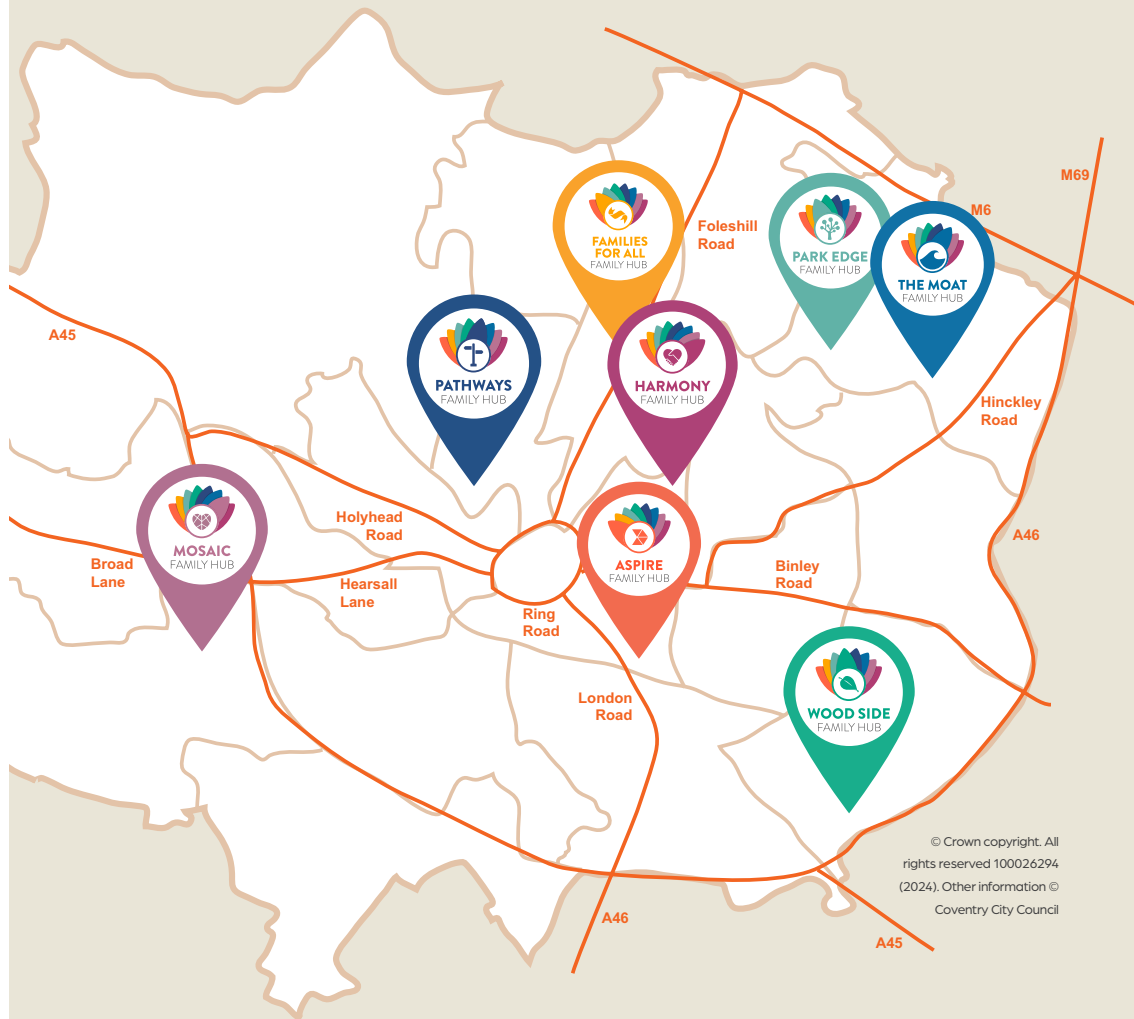 M69
M6
FAMILIES
FOR ALL
FAMILY HUB
Foleshill
Road
PARK EDGE
FAMILY HUB
THE MOAT
FAMILY HUB
A45
PATHWAYS
FAMILY HUB
HARMONY
FAMILY HUB
Hinckley
Road
Holyhead
Road
MOSAIC
FAMILY HUB
Broad
Lane
Hearsall
Lane
ASPIRE
FAMILY HUB
Binley
Road
A46
Ring
Road
London
Road
WOOD SIDE
FAMILY HUB
© Crown copyright. All
rights reserved 100026294
(2024). Other information ©
Coventry City Council
A46
A45